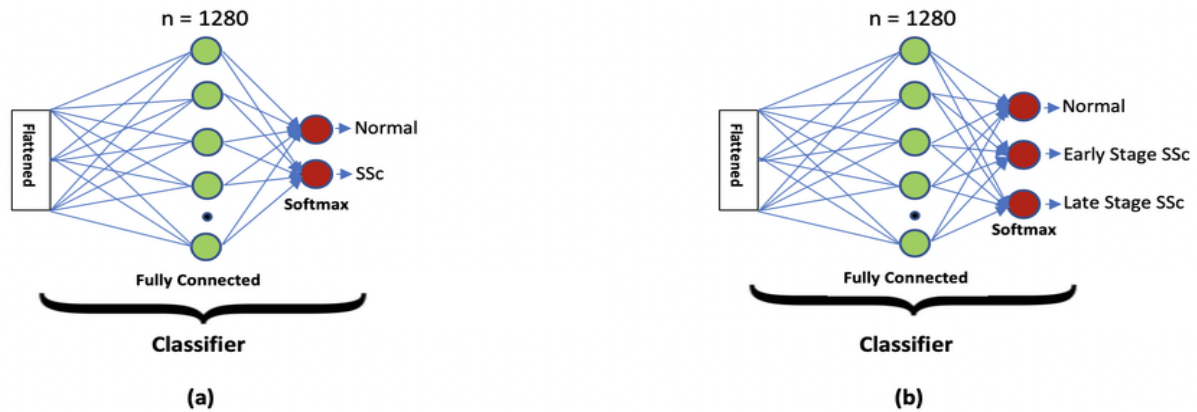 n = 1280
Flattened
Normal
SSc
Softmax
Fully Connected
Classifier
(a)
n = 1280
Flattened
Normal
Early Stage SSc
Late Stage SSc
Softmax
Fully Connected
Classifier
(b)